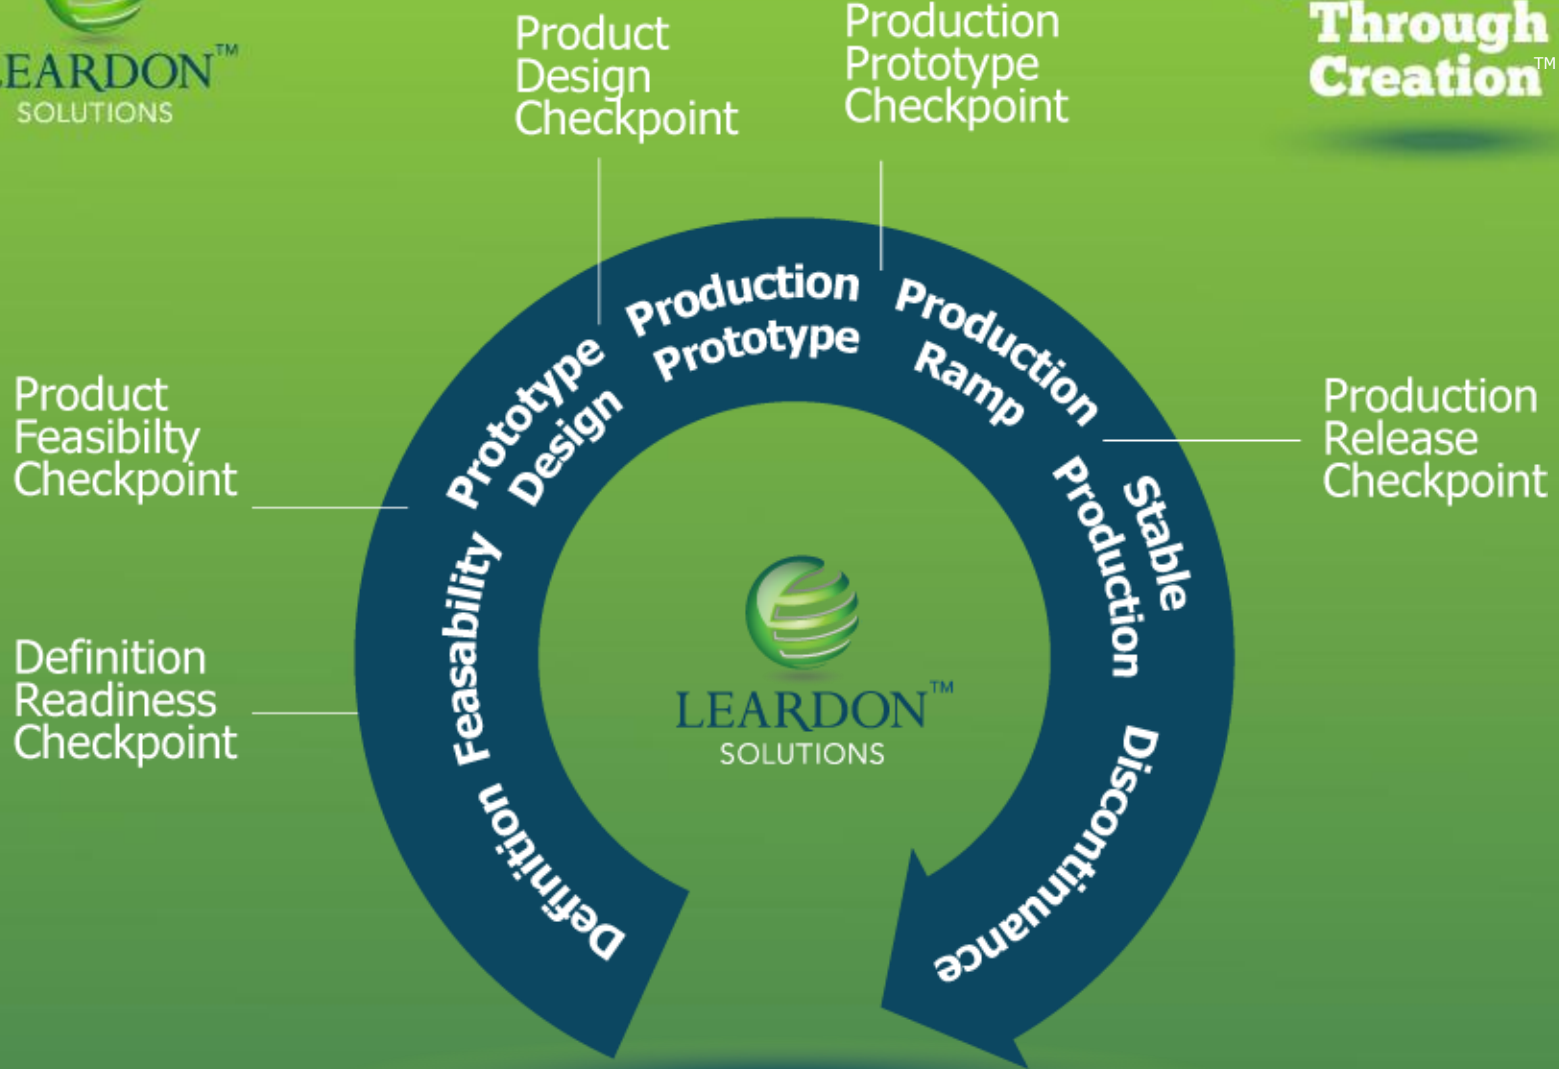 LEARDON™
SOLUTIONS
Product
Design
Checkpoint
Production
Prototype
Checkpoint
Through
Creation™
Product
Feasibilty
Checkpoint
Definition
Readiness
Checkpoint
Production
Release
Checkpoint
Definition
Feasability
Prototype
Design
Production
Prototype
Production
Ramp
Stable
Production
Discontinuance
LEARDON™
SOLUTIONS